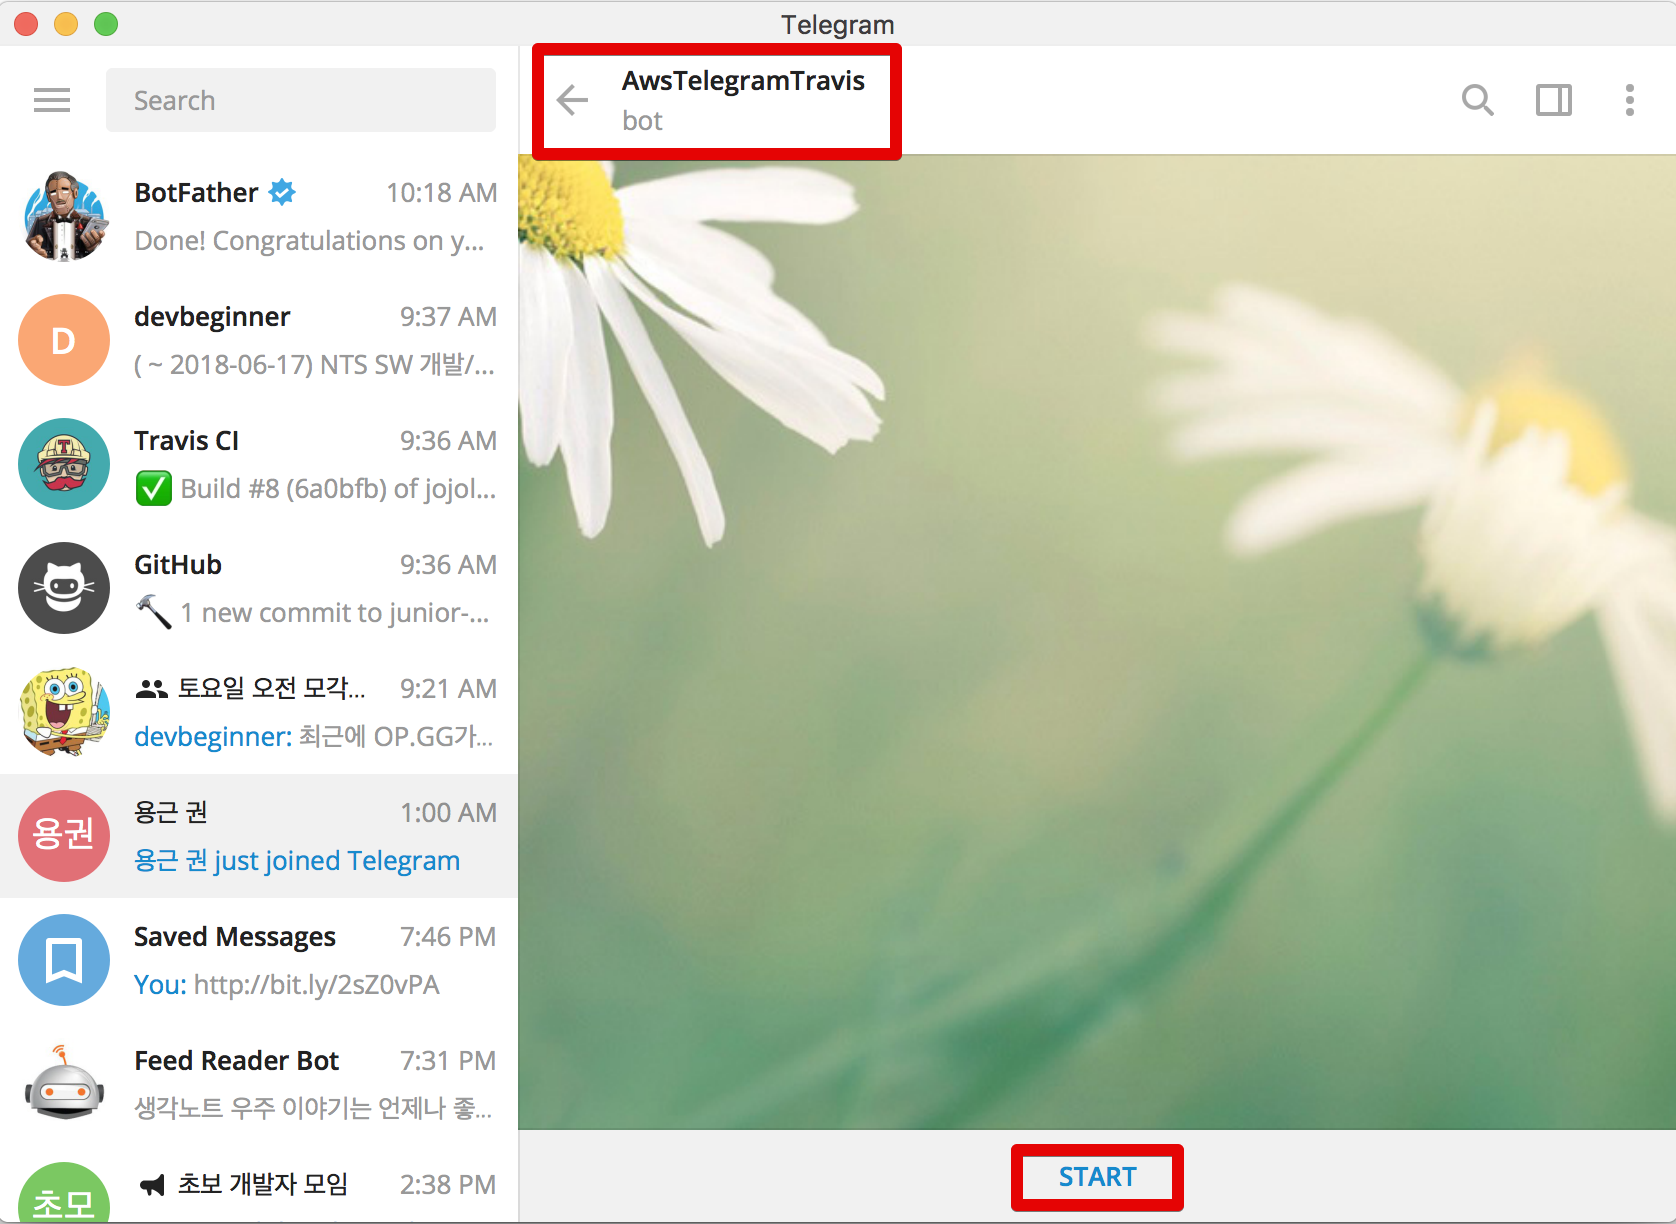 Telegram
Search
AwsTelegramTravis
bot
BotFather 10:18 AM
Done! Congratulations on y...
D
devbeginner 9:37 AM
( ~ 2018-06-17) NTS SW 개발/...
T
Travis CI 9:36 AM
Build #8 (6a0bfb) of jojol...
GitHub 9:36 AM
1 new commit to junior-...
토요일 오전 모각... 9:21 AM
devbeginner: 최근에 OP.GG가...
용권
용근 권 1:00 AM
용근 권 just joined Telegram
Saved Messages 7:46 PM
You: http://bit.ly/2sZ0vPA
Feed Reader Bot 7:31 PM
생각노트 우주 이야기는 언제나 좋...
초모
초보 개발자 모임 2:38 PM
START